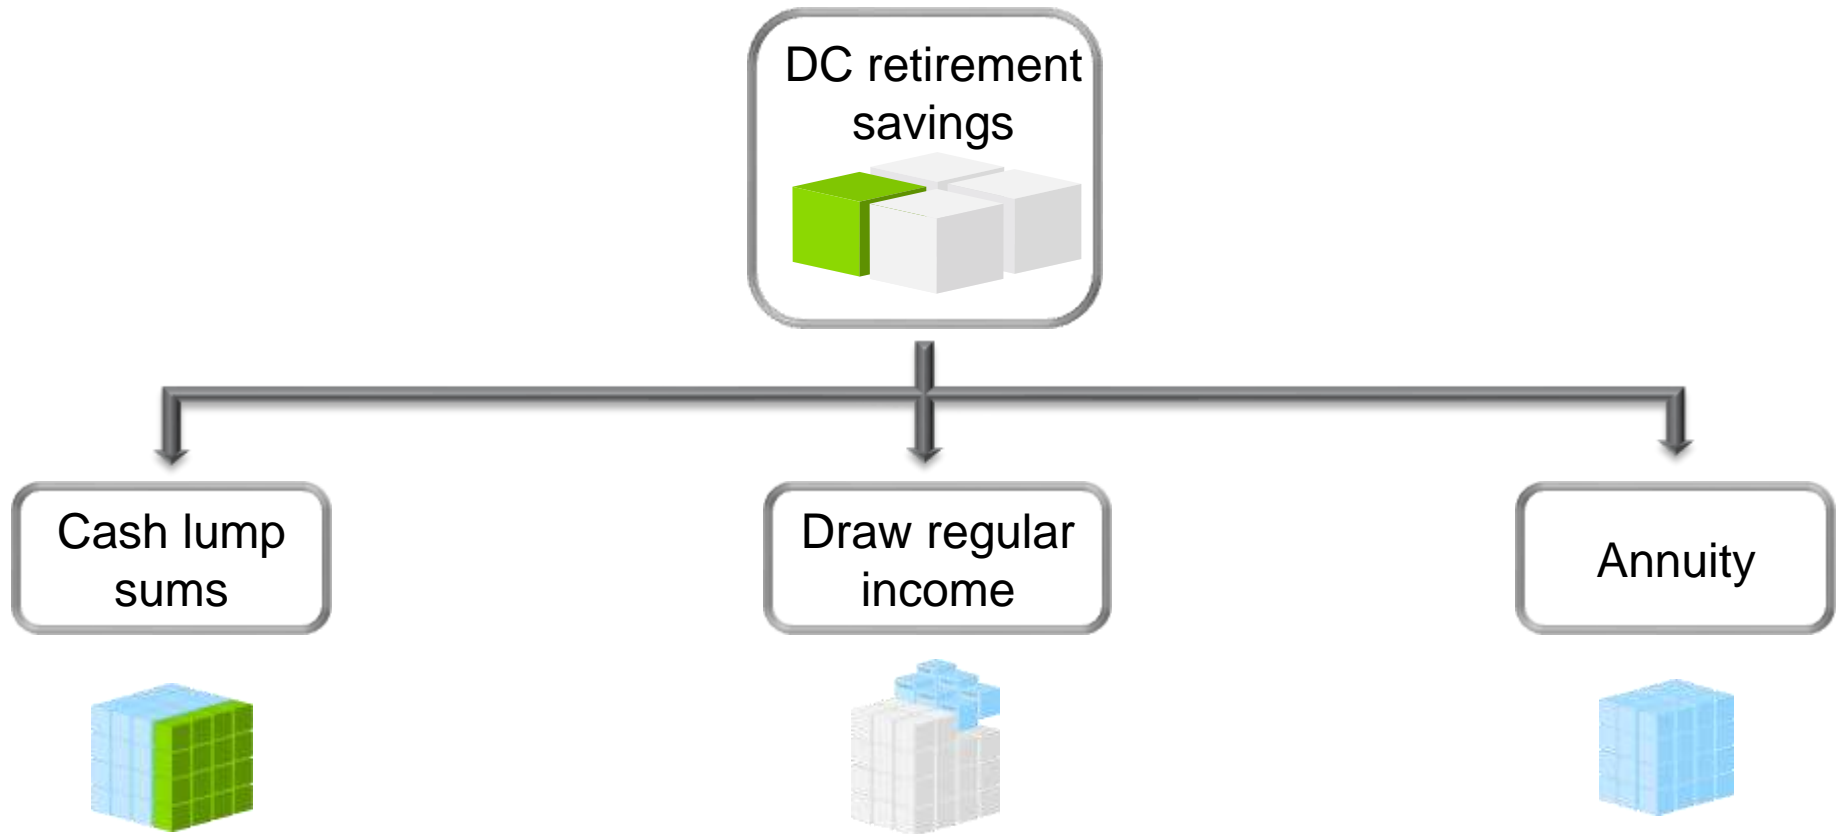 DC retirement
savings
Cash lump
sums
Draw regular
income
Annuity